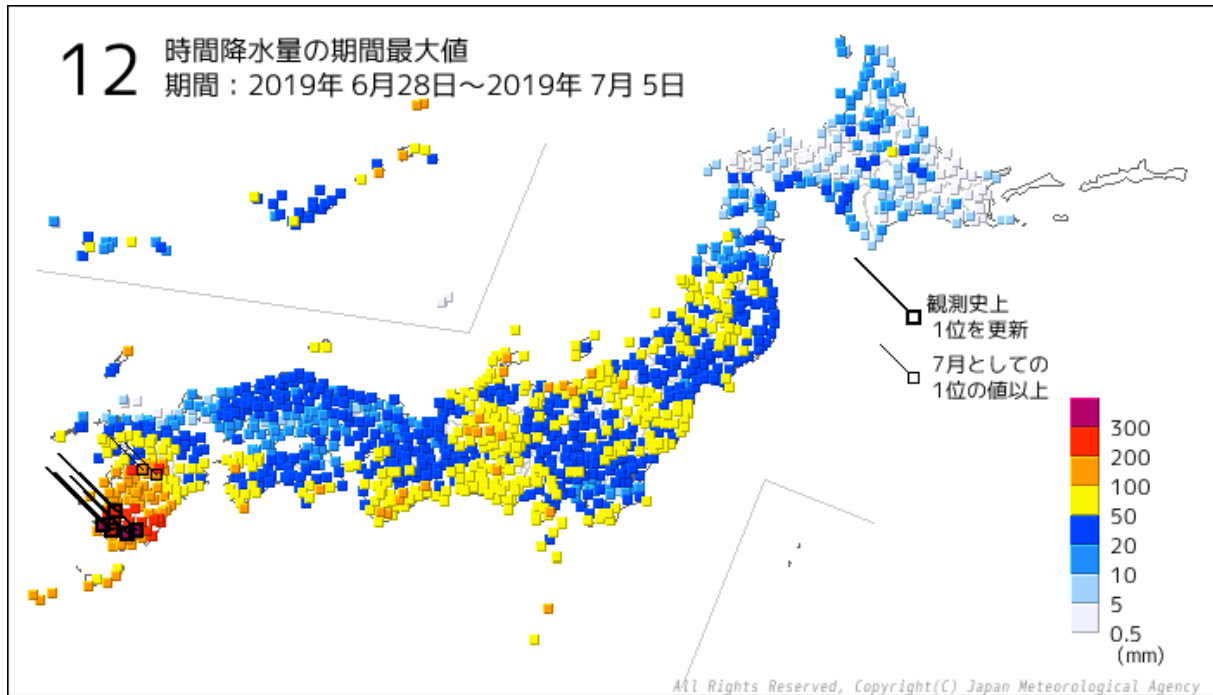 12 時間降水量の期間最大値
期間：2019年 6月28日～2019年 7月 5日
観測史上
1位を更新
7月としての
1位の値以上
300
200
100
50
20
10
5
0.5
(mm)
All Rights Reserved, Copyright(C) Japan Meteorological Agency